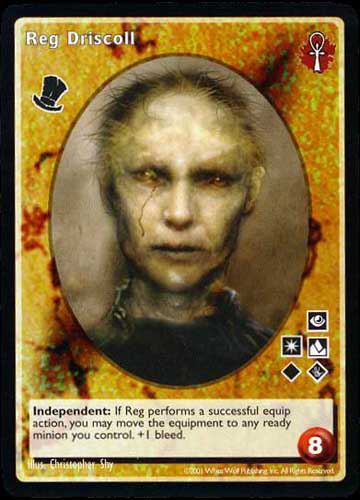 Reg Driscoll
Independent: If Reg performs a successful equip
action, you may move the equipment to any ready
minion you control. +1 bleed.
8
Illus. Christopher Shy
©2001 White Wolf Publishing, Inc. All Rights Reserved.